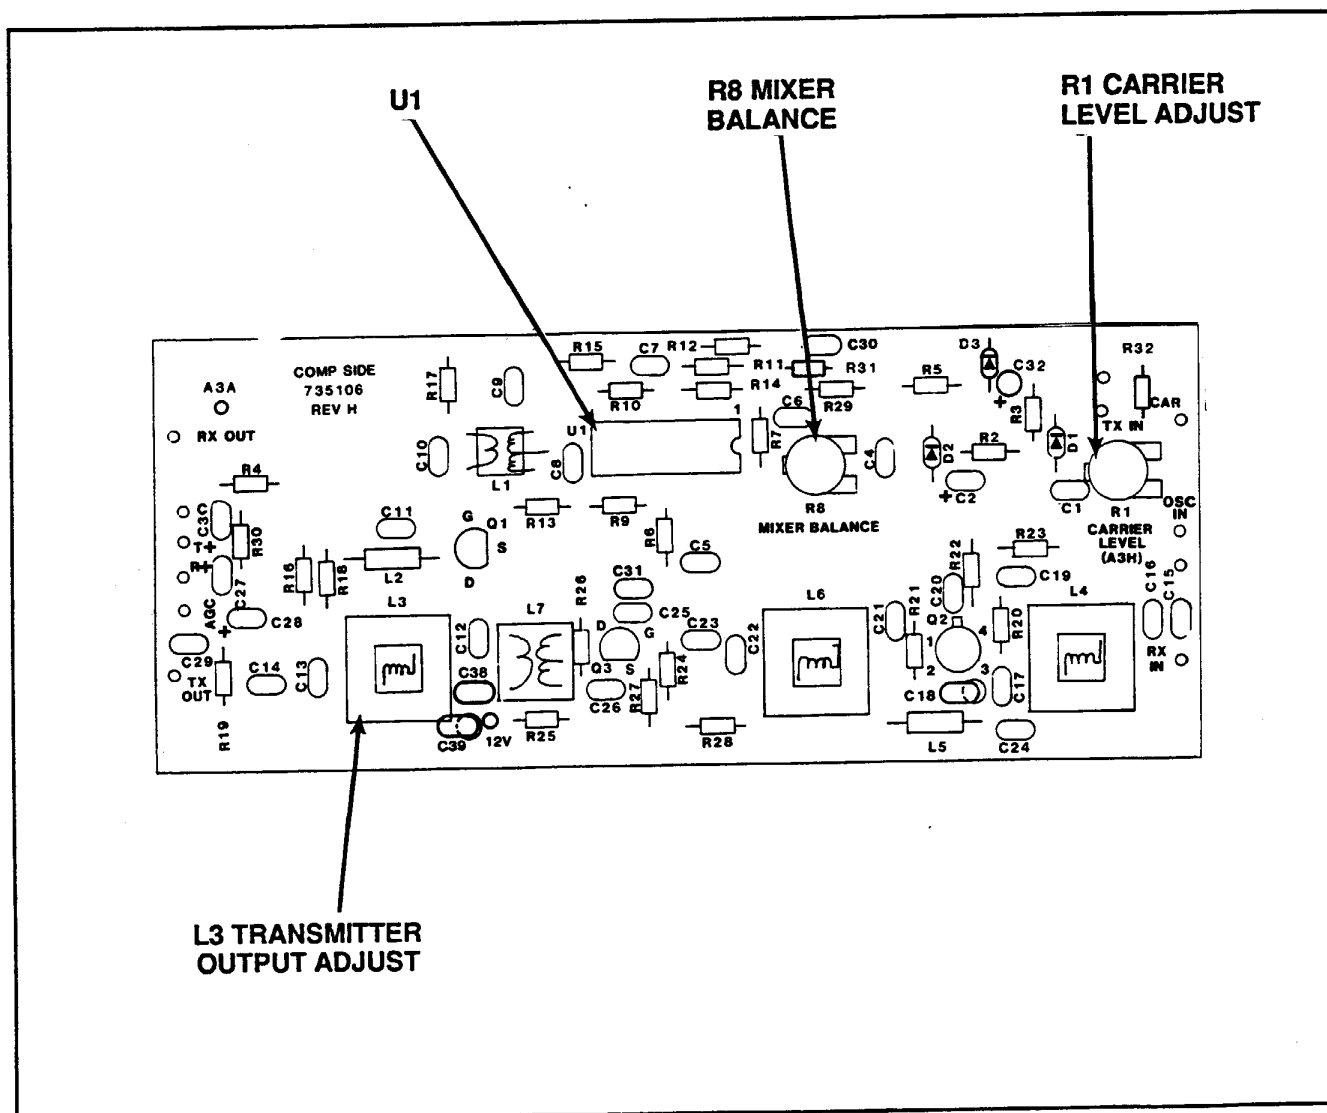 U1
R8 MIXER
BALANCE
R1 CARRIER
LEVEL ADJUST
R15
C7
R12
C30
D3
R32
COMP SIDE
735106
REV H
A3A
R17
C9
R11
R31
R14
R10
R29
R5
C32
+
R3
CAR
TX IN
RX OUT
U1
1
C6
R7
R2
D1
D2
C10
C8
C4
R4
L1
C2
+
C1
R1
OSC
IN
R8
MIXER BALANCE
CARRIER
LEVEL
(A3H)
C3C
T+
R30
C11
G
Q1
S
D
R13
R9
R6
C5
R23
R22
R+
C27
R16
R18
L2
C31
C19
C20
C16
C15
AGC
+
C28
L3
L7
R26
C25
L6
C21
R21
Q2
R20
L4
C29
C12
D
G
Q3
S
C23
C22
1
4
2
3
RX
IN
TX
OUT
C14
C13
C38
R24
R27
C26
C18
C17
R19
C39
12V
R25
R28
L5
C24
L3 TRANSMITTER
OUTPUT ADJUST